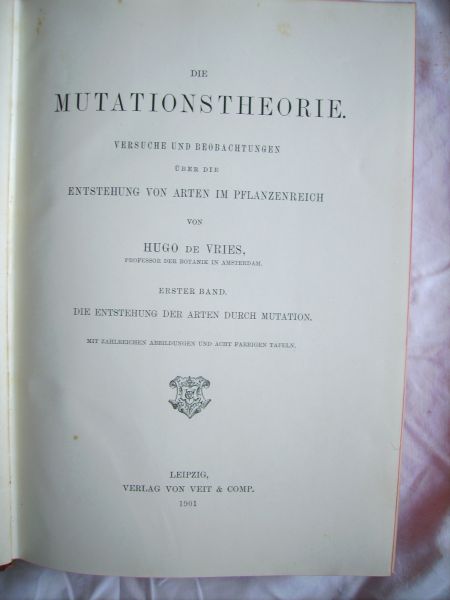 DIE
MUTATIONSTHEORIE.
VERSUCHE UND BEOBACHTUNGEN
ÜBER DIE
ENTSTEHUNG VON ARTEN IM PFLANZENREICH
VON
HUGO DE VRIES,
PROFESSOR DER BOTANIK IN AMSTERDAM.
ERSTER BAND.
DIE ENTSTEHUNG DER ARTEN DURCH MUTATION.
MIT ZAHLREICHEN ABBILDUNGEN UND ACHT FARBIGEN TAFELN.
LEIPZIG,
VERLAG VON VEIT & COMP.
1901